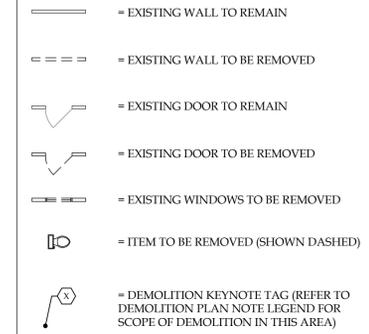 = EXISTING WALL TO REMAIN
= EXISTING WALL TO BE REMOVED
= EXISTING DOOR TO REMAIN
= EXISTING DOOR TO BE REMOVED
= EXISTING WINDOWS TO BE REMOVED
= ITEM TO BE REMOVED (SHOWN DASHED)
X
= DEMOLITION KEYNOTE TAG (REFER TO
DEMOLITION PLAN NOTE LEGEND FOR
SCOPE OF DEMOLITION IN THIS AREA)